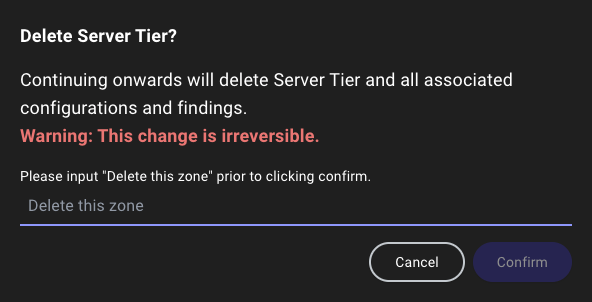 Delete Server Tier?
Continuing onwards will delete Server Tier and all associated
configurations and findings.
Warning: This change is irreversible.
Please input "Delete this zone" prior to clicking confirm.
Delete this zone
Cancel
Confirm